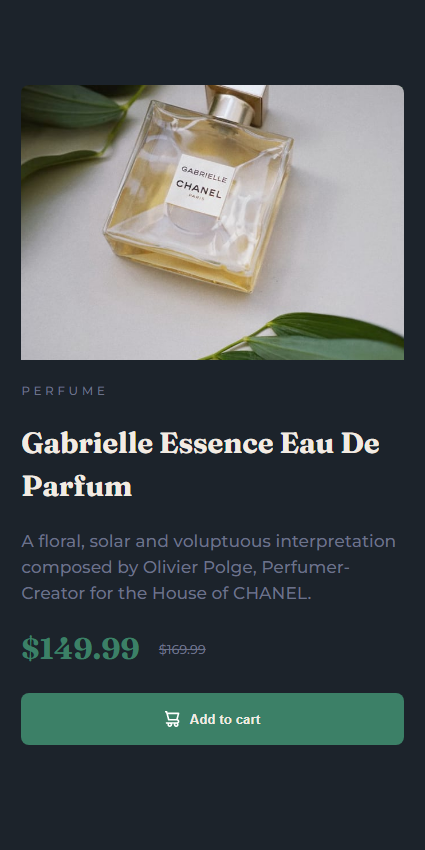 GABRIELLE
CHANEL
PARIS
PERFUME
Gabrielle Essence Eau De
Parfum
A floral, solar and voluptuous interpretation
composed by Olivier Polge, Perfumer-
Creator for the House of CHANEL.
$149.99 $169.99
Add to cart